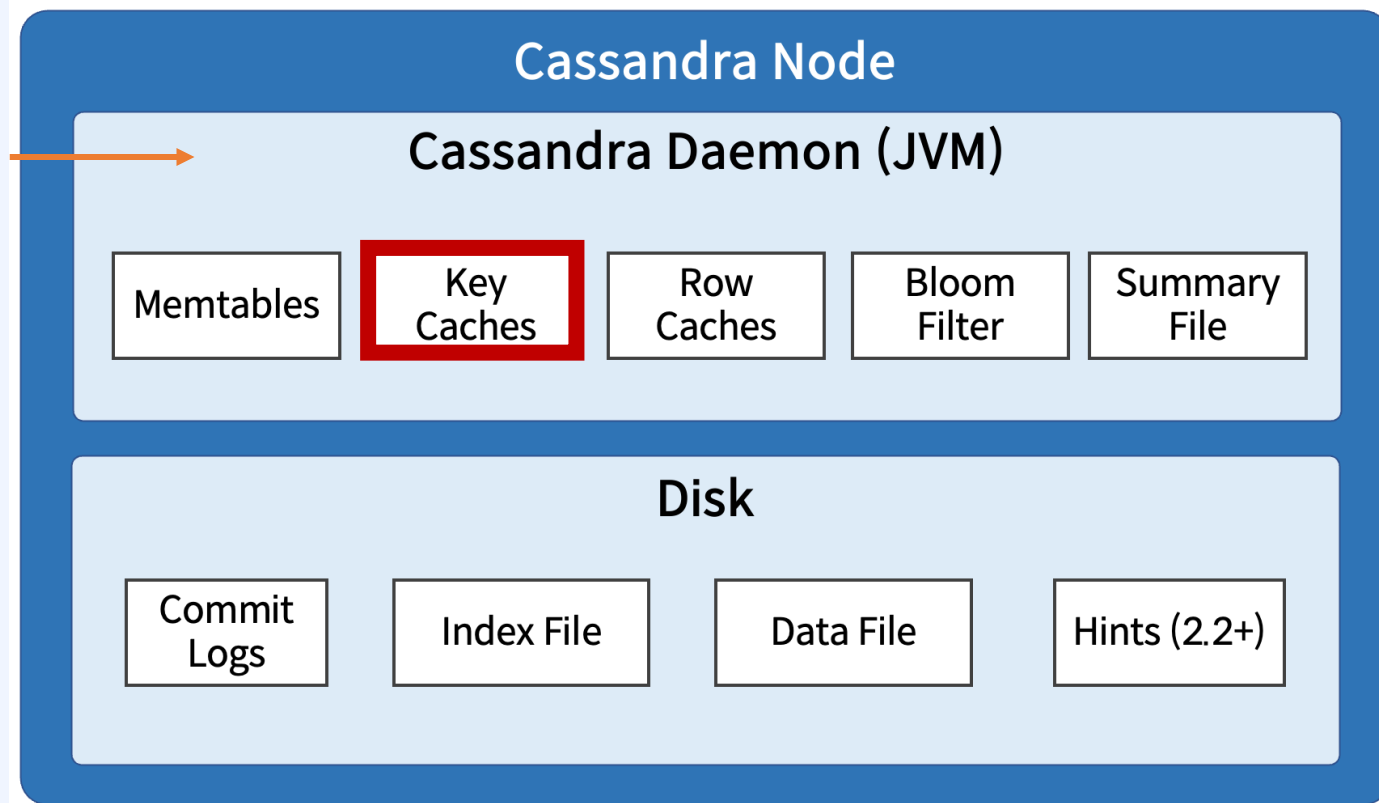 Cassandra Node
Cassandra Daemon (JVM)
Memtables
Key
Caches
Row
Caches
Bloom
Filter
Summary
File
Disk
Commit
Logs
Index File
Data File
Hints (2.2+)